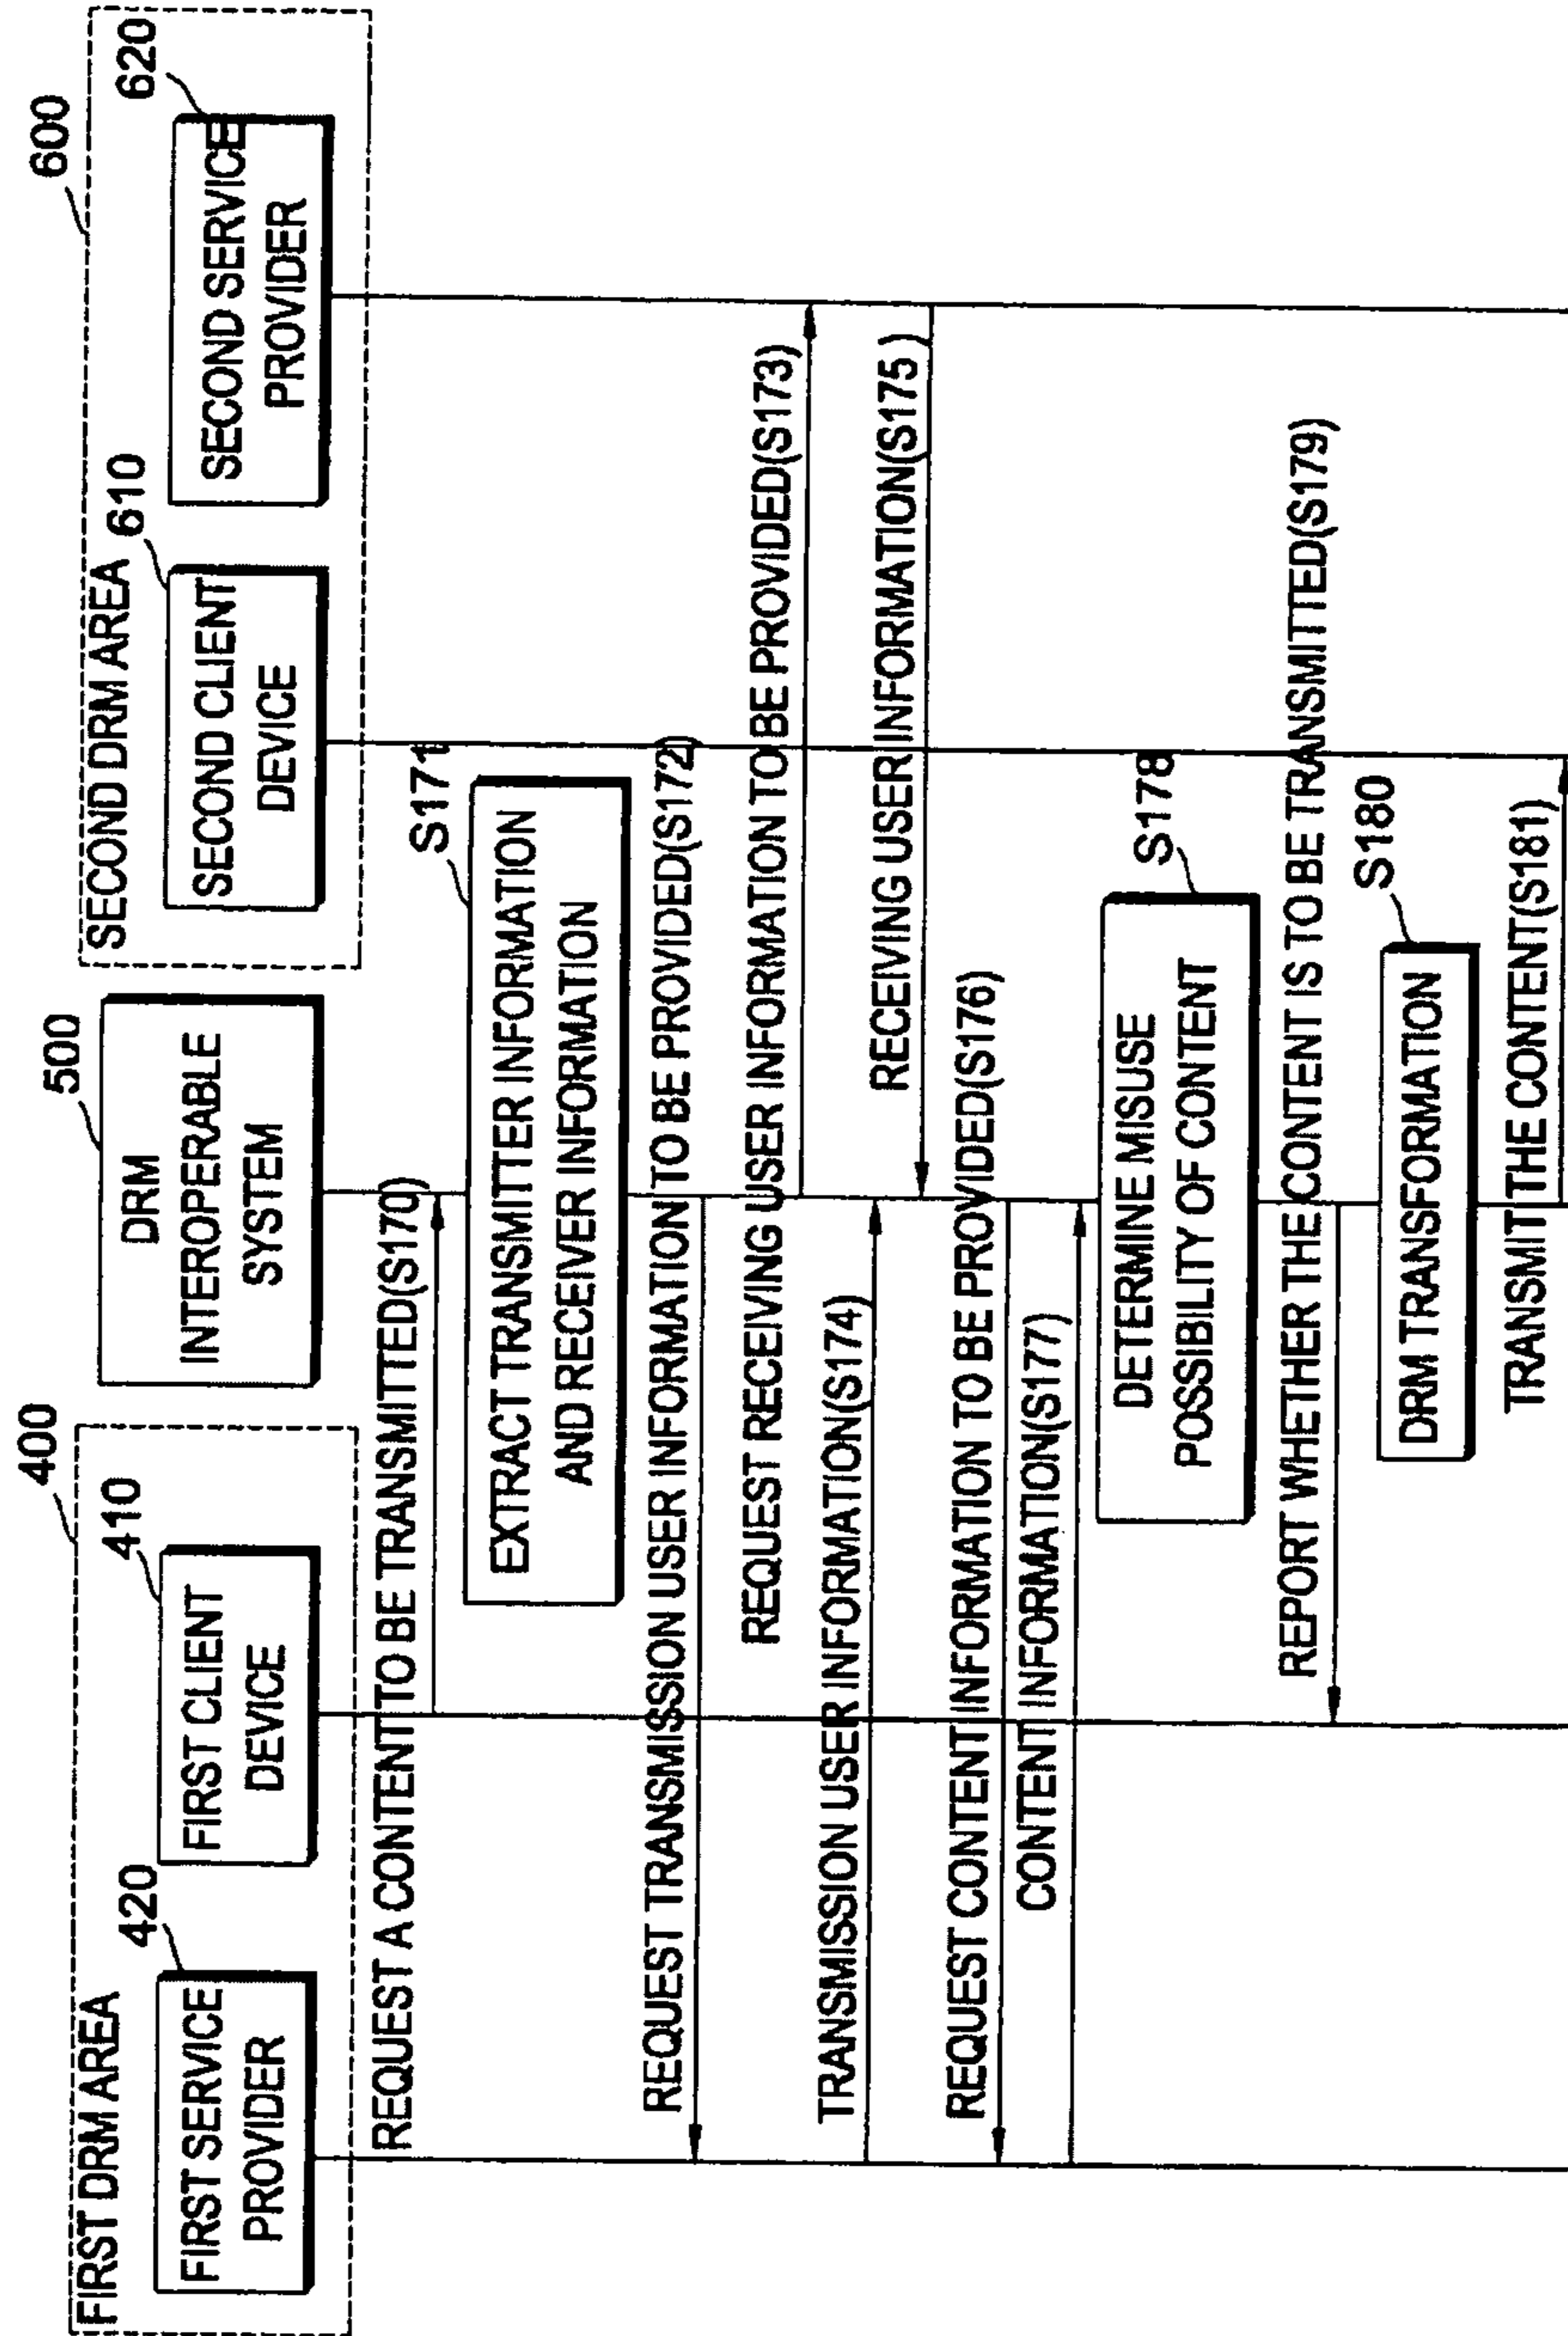 400
600
FIRST DRM AREA
420
FIRST SERVICE
PROVIDER
410
FIRST CLIENT
DEVICE
500
DRM
INTEROPERABLE
SYSTEM
SECOND DRM AREA
610
SECOND CLIENT
DEVICE
620
SECOND SERVICE
PROVIDER
REQUEST A CONTENT TO BE TRANSMITTED(S170)
S171
EXTRACT TRANSMITTER INFORMATION
AND RECEIVER INFORMATION
REQUEST TRANSMISSION USER INFORMATION TO BE PROVIDED(S172)
REQUEST RECEIVING USER INFORMATION TO BE PROVIDED(S173)
TRANSMISSION USER INFORMATION(S174)
RECEIVING USER INFORMATION(S175)
REQUEST CONTENT INFORMATION TO BE PROVIDED(S176)
CONTENT INFORMATION(S177)
S178
DETERMINE MISUSE
POSSIBILITY OF CONTENT
REPORT WHETHER THE CONTENT IS TO BE TRANSMITTED(S179)
S180
DRM TRANSFORMATION
TRANSMIT THE CONTENT(S181)